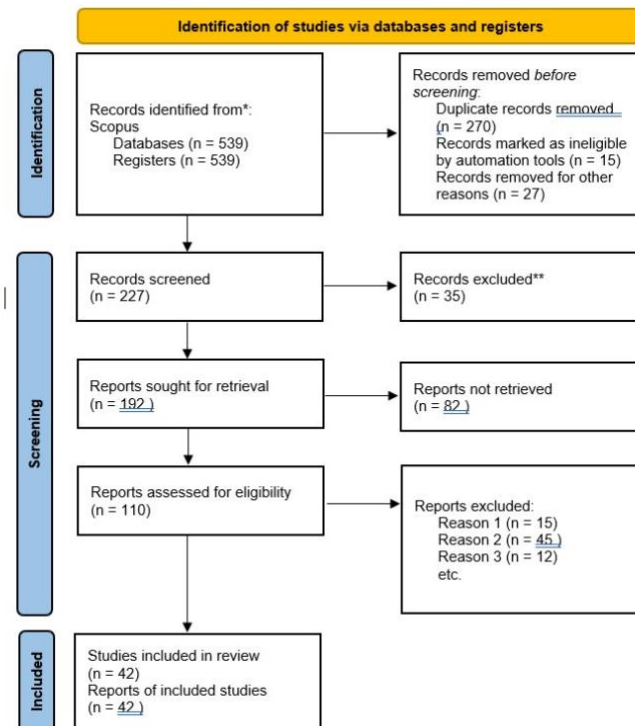 Identification of studies via databases and registers
Identification
Records identified from*:
Scopus
Databases (n = 539)
Registers (n = 539)
Records removed before
screening:
Duplicate records removed
(n = 270)
Records marked as ineligible
by automation tools (n = 15)
Records removed for other
reasons (n = 27)
Screening
Records screened
(n = 227)
Records excluded**
(n = 35)
Reports sought for retrieval
(n = 192 )
Reports not retrieved
(n = 82 )
Reports assessed for eligibility
(n = 110)
Reports excluded:
Reason 1 (n = 15)
Reason 2 (n = 45 )
Reason 3 (n = 12)
etc.
Included
Studies included in review
(n = 42)
Reports of included studies
(n = 42 )